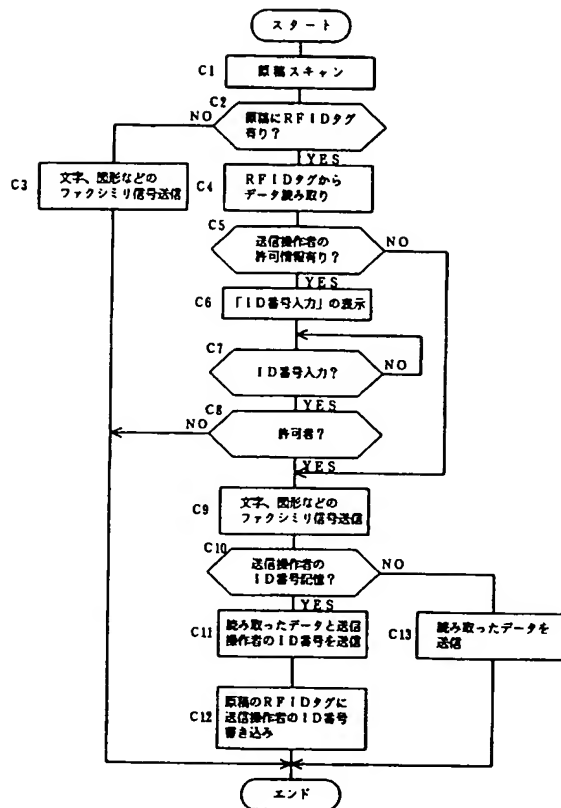 スタート
C1
原稿スキャン
C2
原稿にRFIDタグ
有り?
NO
YES
C3
文字、図形などの
ファクシミリ信号送信
C4
RFIDタグから
データ読み取り
C5
送信操作者の
許可情報有り?
NO
YES
C6
「ID番号入力」の表示
C7
ID番号入力?
NO
YES
C8
許可者?
NO
YES
C9
文字、図形などの
ファクシミリ信号送信
C10
送信操作者の
ID番号記憶?
NO
YES
C11
読み取ったデータと送信
操作者のID番号を送信
C13
読み取ったデータを
送信
C12
原稿のRFIDタグに
送信操作者のID番号
書き込み
エンド